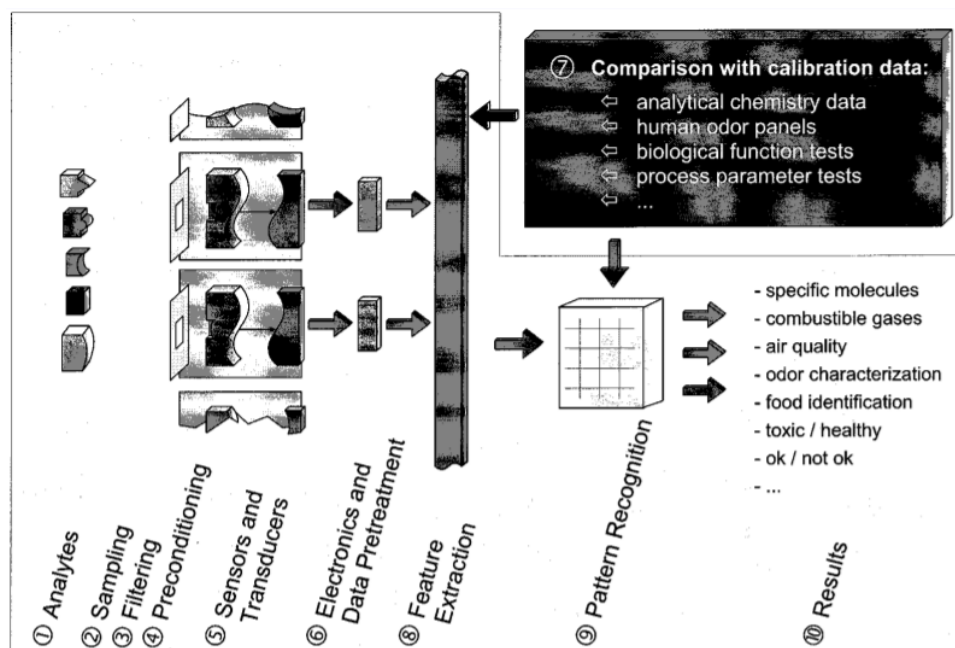 ⑦ Comparison with calibration data:
⇦ analytical chemistry data
⇦ human odor panels
⇦ biological function tests
⇦ process parameter tests
⇦ ...
- specific molecules
- combustible gases
- air quality
- odor characterization
- food identification
- toxic / healthy
- ok / not ok
- ...
① Analytes
② Sampling
③ Filtering
④ Preconditioning
⑤ Sensors and
Transducers
⑥ Electronics and
Data Pretreatment
⑧ Feature
Extraction
⑨ Pattern Recognition
⑩ Results